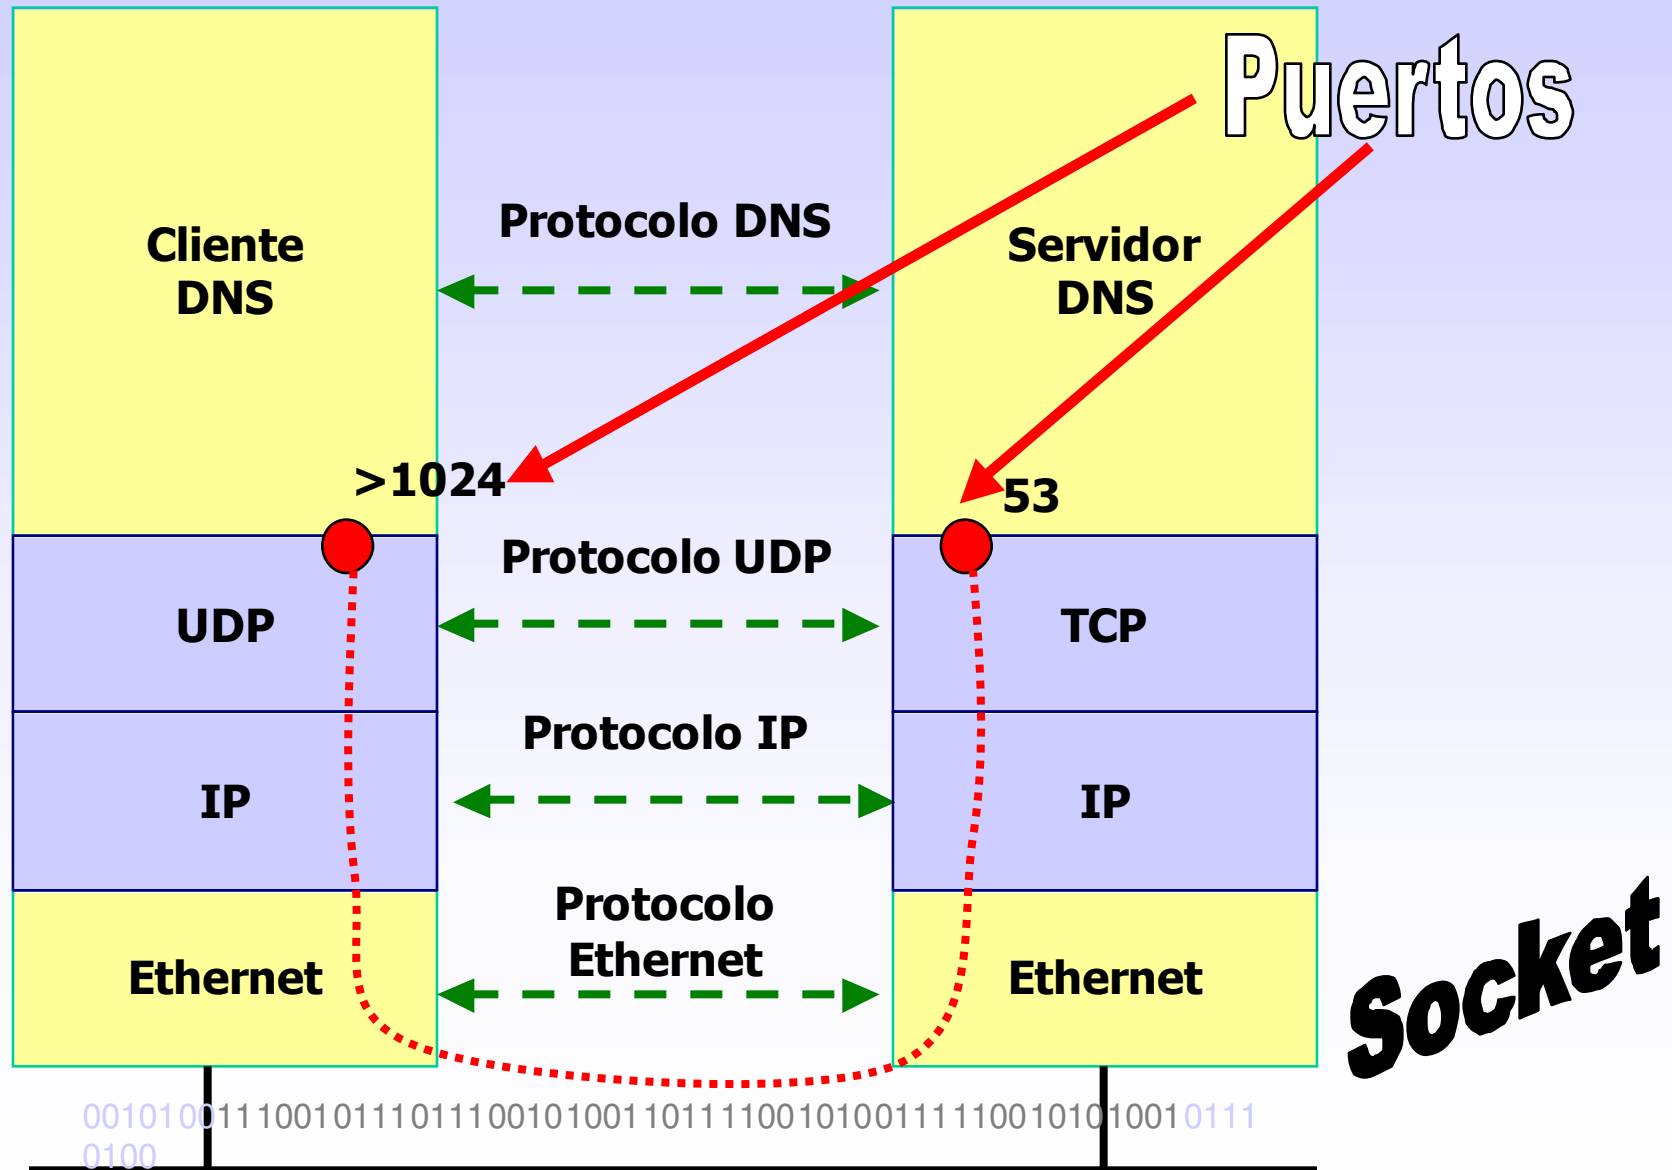 Puertos
Protocolo DNS
Cliente
DNS
Servidor
DNS
>1024
53
Protocolo UDP
UDP
TCP
Protocolo IP
IP
IP
Protocolo
Ethernet
Ethernet
Ethernet
Socket
0010100111001011101110010100110111100101001111100101010010111
0100